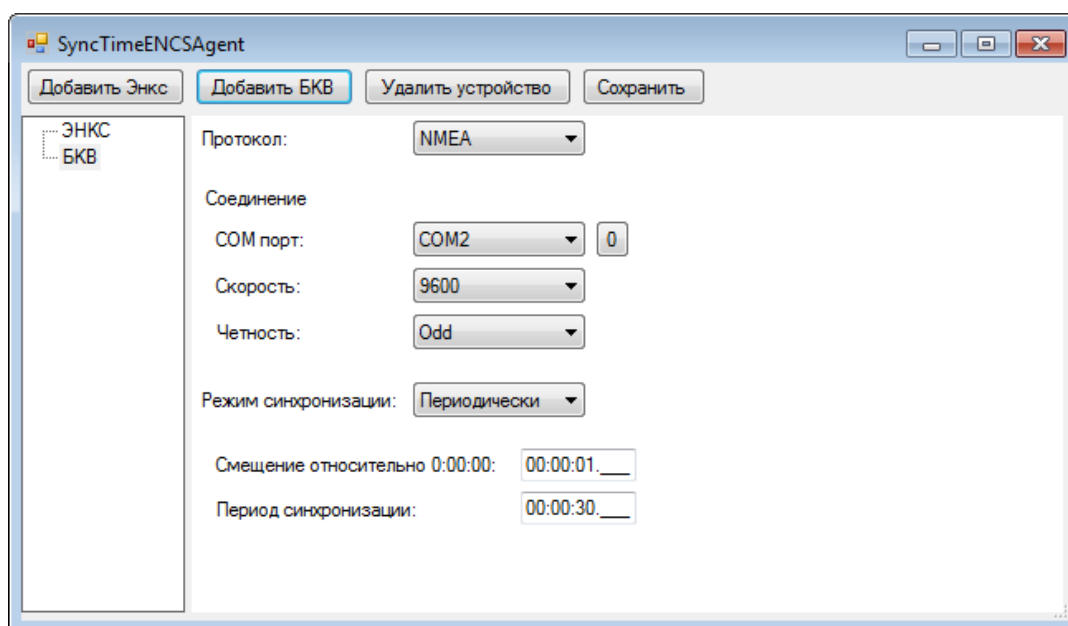 SyncTimeENCSAgent
Добавить Энкс Добавить БКВ Удалить устройство Сохранить
ЭНКС
БКВ
Протокол: NMEA
Соединение
COM порт: COM2 0
Скорость: 9600
Четность: Odd
Режим синхронизации: Периодически
Смещение относительно 0:00:00: 00:00:01.___
Период синхронизации: 00:00:30.___